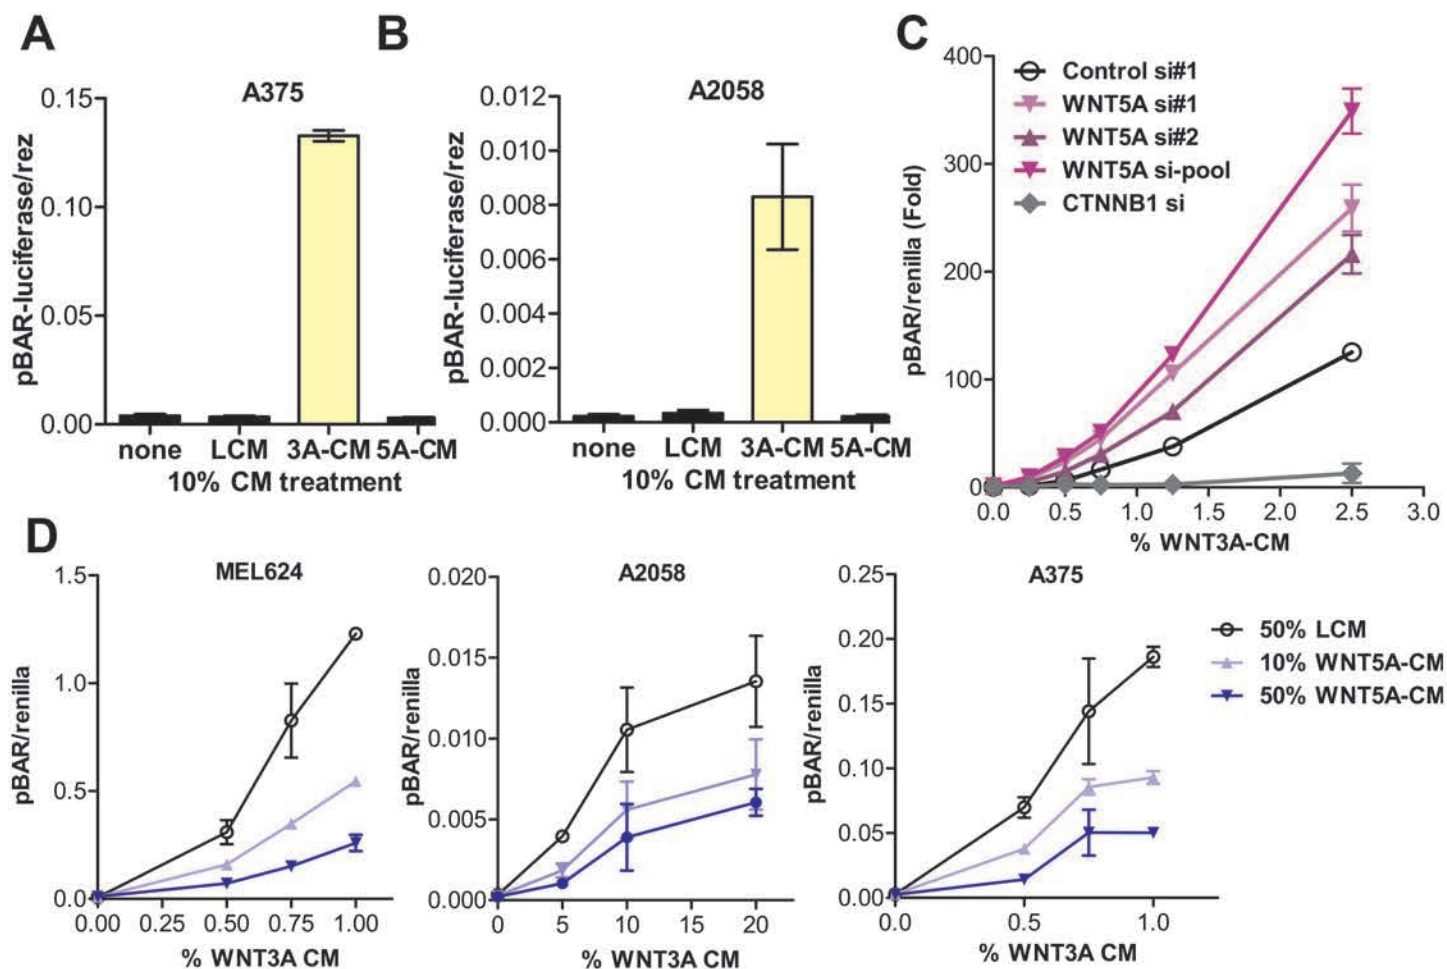 A
A375
pBAR-luciferase/rez
0.15
0.10
0.05
0.00
none LCM 3A-CM 5A-CM
10% CM treatment
B
A2058
pBAR-luciferase/rez
0.012
0.010
0.008
0.006
0.004
0.002
0.000
none LCM 3A-CM 5A-CM
10% CM treatment
C
pBAR/renilla (Fold)
400
300
200
100
0
Control si#1
WNT5A si#1
WNT5A si#2
WNT5A si-pool
CTNNB1 si
0.0 0.5 1.0 1.5 2.0 2.5 3.0
% WNT3A-CM
D
MEL624
pBAR/renilla
1.5
1.0
0.5
0.0
0.00 0.25 0.50 0.75 1.00
% WNT3A CM
A2058
pBAR/renilla
0.020
0.015
0.010
0.005
0.000
0 5 10 15 20
% WNT3A CM
A375
pBAR/renilla
0.25
0.20
0.15
0.10
0.05
0.00
0.0 0.5 1.0
% WNT3A CM
50% LCM
10% WNT5A-CM
50% WNT5A-CM